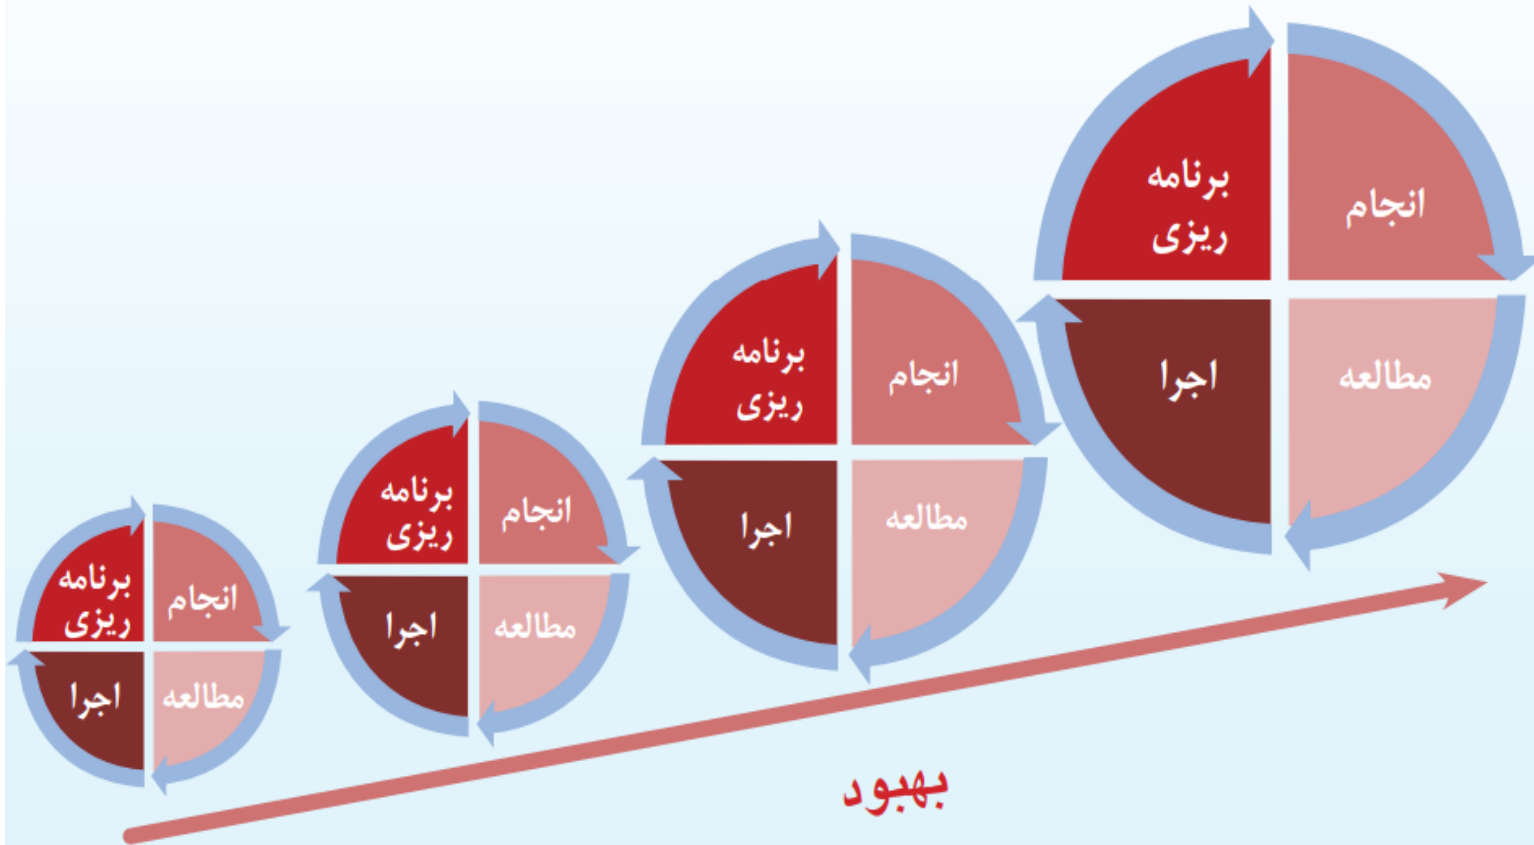 برنامه
ریزی
انجام
اجرا
مطالعه
برنامه
ریزی
انجام
اجرا
مطالعه
برنامه
ریزی
انجام
اجرا
مطالعه
برنامه
ریزی
انجام
اجرا
مطالعه
بهبود